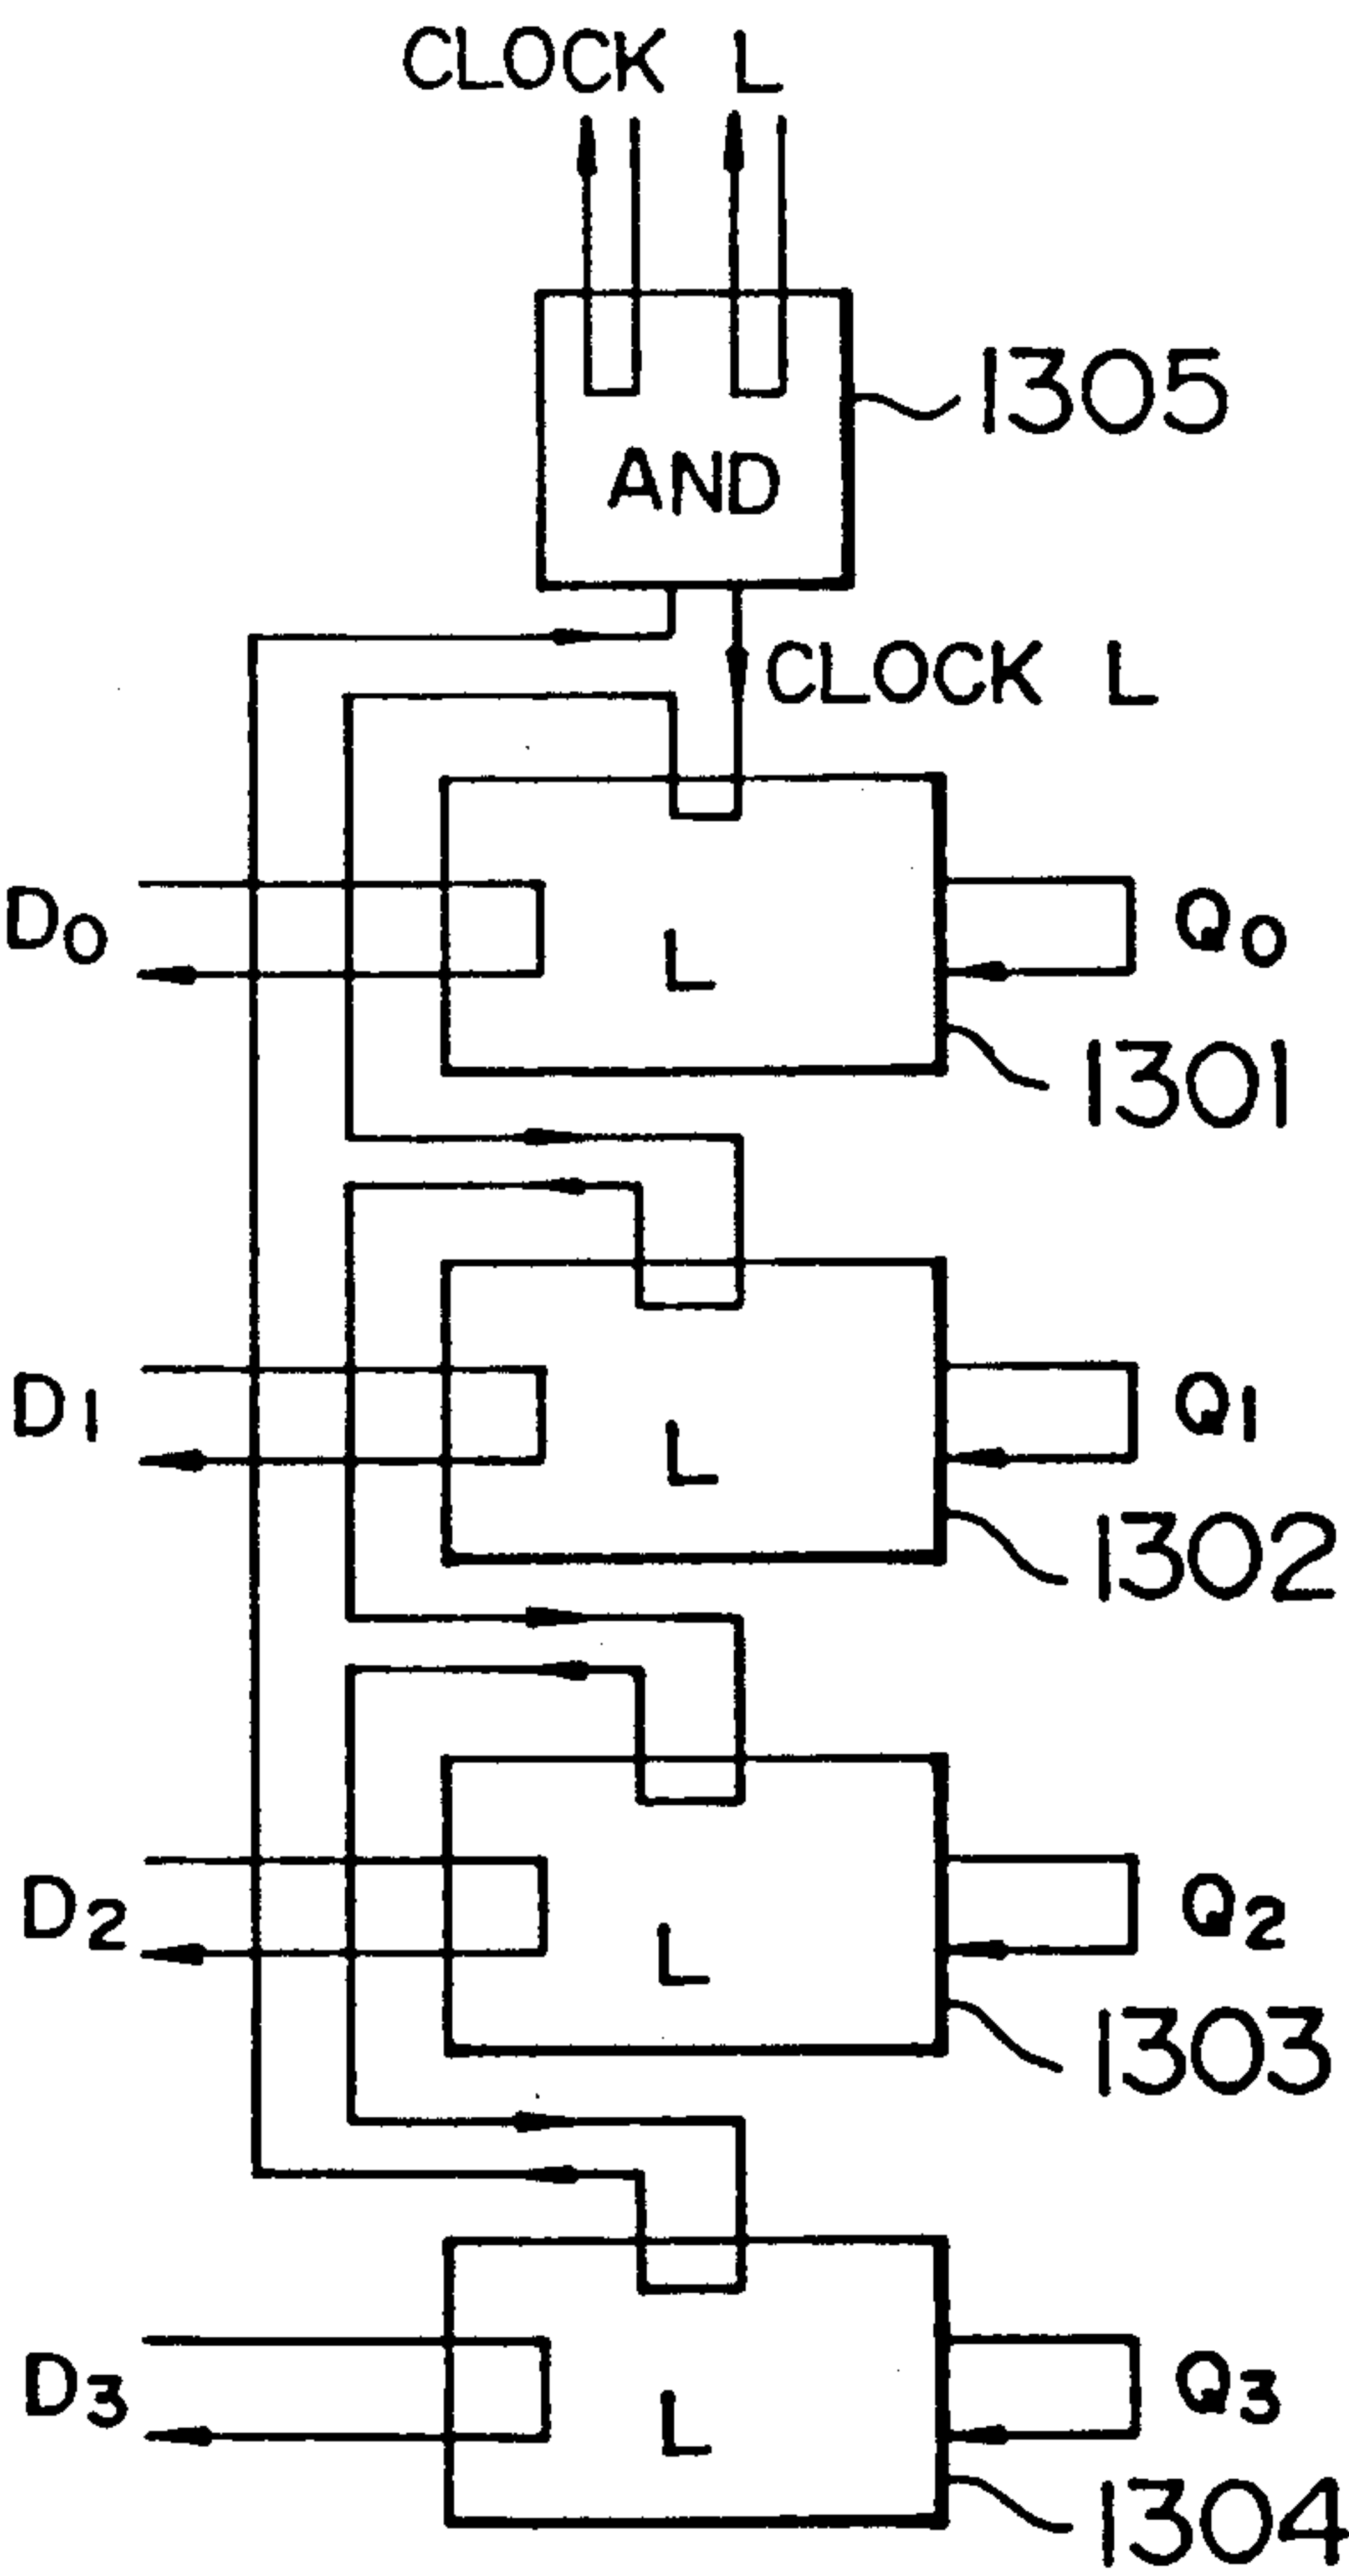 CLOCK L
1305
AND
CLOCK L
D0 L Q0
1301
D1 L Q1
1302
D2 L Q2
1303
D3 L Q3
1304